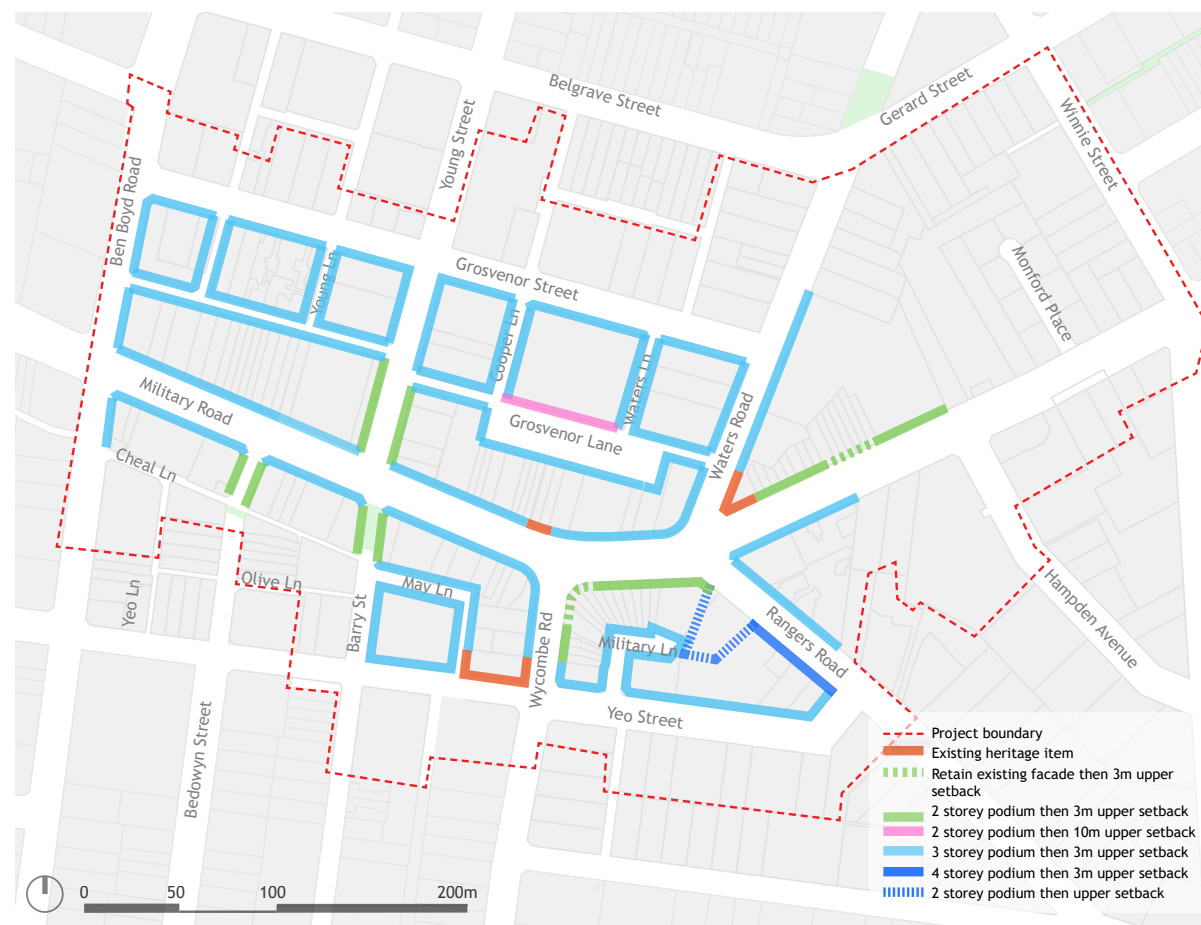 Belgrave Street
Gerard Street
Winnie Street
Young Street
Ben Boyd Road
Monford Place
Grosvenor Street
Young Ln
Cooper Ln
Waters Ln
Waters Road
Military Road
Grosvenor Lane
Cheal Ln
Olive Ln
May Ln
Yeo Ln
Barry St
Wycombe Rd
Military Ln
Rangers Road
Hampden Avenue
Yeo Street
Bedowyn Street
Project boundary
Existing heritage item
Retain existing facade then 3m upper
setback
2 storey podium then 3m upper setback
2 storey podium then 10m upper setback
3 storey podium then 3m upper setback
4 storey podium then 3m upper setback
2 storey podium then upper setback
0 50 100 200m